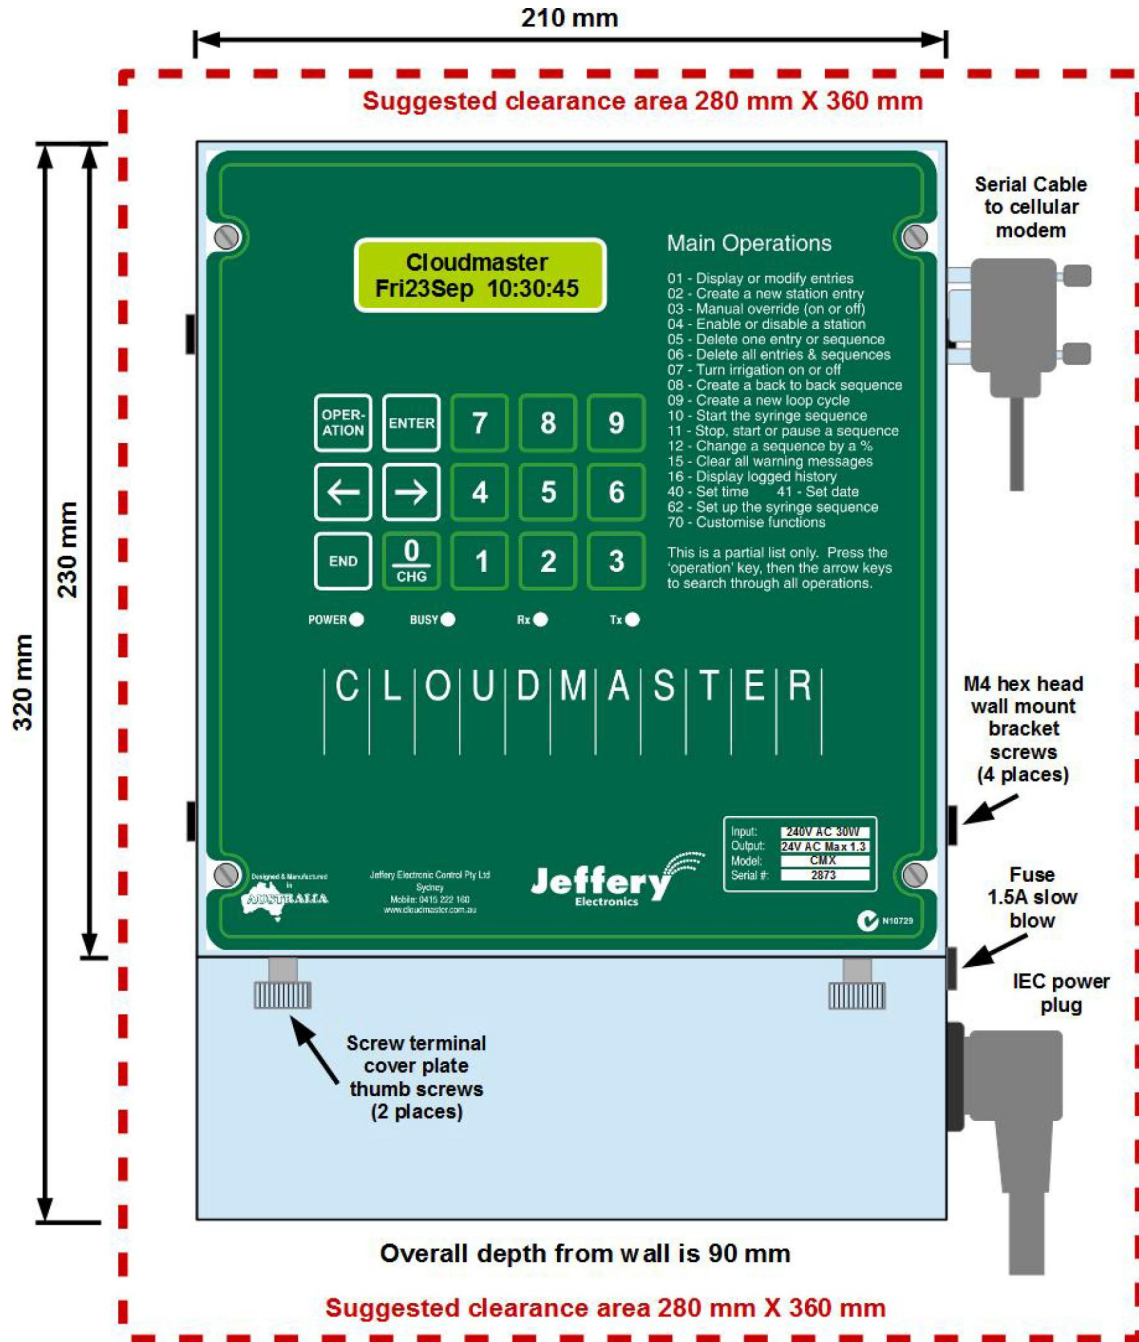 210 mm
Suggested clearance area 280 mm X 360 mm
Serial Cable
to cellular
modem
Cloudmaster
Fri23Sep 10:30:45
Main Operations
01 - Display or modify entries
02 - Create a new station entry
03 - Manual override (on or off)
04 - Enable or disable a station
05 - Delete one entry or sequence
06 - Delete all entries & sequences
07 - Turn irrigation on or off
08 - Create a back to back sequence
09 - Create a new loop cycle
10 - Start the syringe sequence
11 - Stop, start or pause a sequence
12 - Change a sequence by a %
15 - Clear all warning messages
16 - Display logged history
40 - Set time 41 - Set date
62 - Set up the syringe sequence
70 - Customise functions
This is a partial list only. Press the
'operation' key, then the arrow keys
to search through all operations.
OPER-
ATION
ENTER
7
8
9
←
→
4
5
6
END
0
CHG
1
2
3
POWER
BUSY
Rx
Tx
230 mm
320 mm
CLOUDMASTER
M4 hex head
wall mount
bracket
screws
(4 places)
Input: 240V AC 30W
Output: 24V AC Max 1.3
Model: CMX
Serial #: 2873
Designed & Manufactured
in
AUSTRALIA
Jeffery Electronic Control Pty Ltd
Sydney
Mobile: 0415 222 160
www.cloudmaster.com.au
Jeffery
Electronics
N10729
Fuse
1.5A slow
blow
IEC power
plug
Screw terminal
cover plate
thumb screws
(2 places)
Overall depth from wall is 90 mm
Suggested clearance area 280 mm X 360 mm